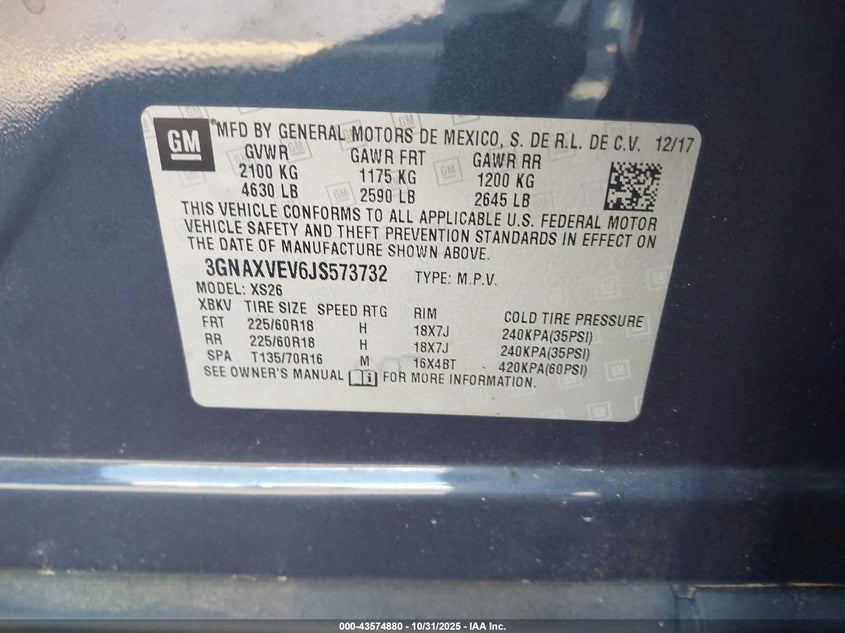 GM MFD BY GENERAL MOTORS DE MEXICO, S. DE R.L. DE C.V. 12/17
GVWR GAWR FRT GAWR RR
2100 KG 1175 KG 1200 KG
4630 LB 2590 LB 2645 LB
THIS VEHICLE CONFORMS TO ALL APPLICABLE U.S. FEDERAL MOTOR
VEHICLE SAFETY AND THEFT PREVENTION STANDARDS IN EFFECT ON
THE DATE OF MANUFACTURE SHOWN ABOVE.
3GNAXVEV6JS573732 TYPE: M.P.V.
MODEL: XS26
XBKV TIRE SIZE SPEED RTG RIM COLD TIRE PRESSURE
FRT 225/60R18 H 18X7J 240KPA(35PSI)
RR 225/60R18 H 18X7J 240KPA(35PSI)
SPA T135/70R16 M 16X4BT 420KPA(60PSI)
SEE OWNER'S MANUAL FOR MORE INFORMATION.
000-43574880 - 10/31/2025 - IAA Inc.